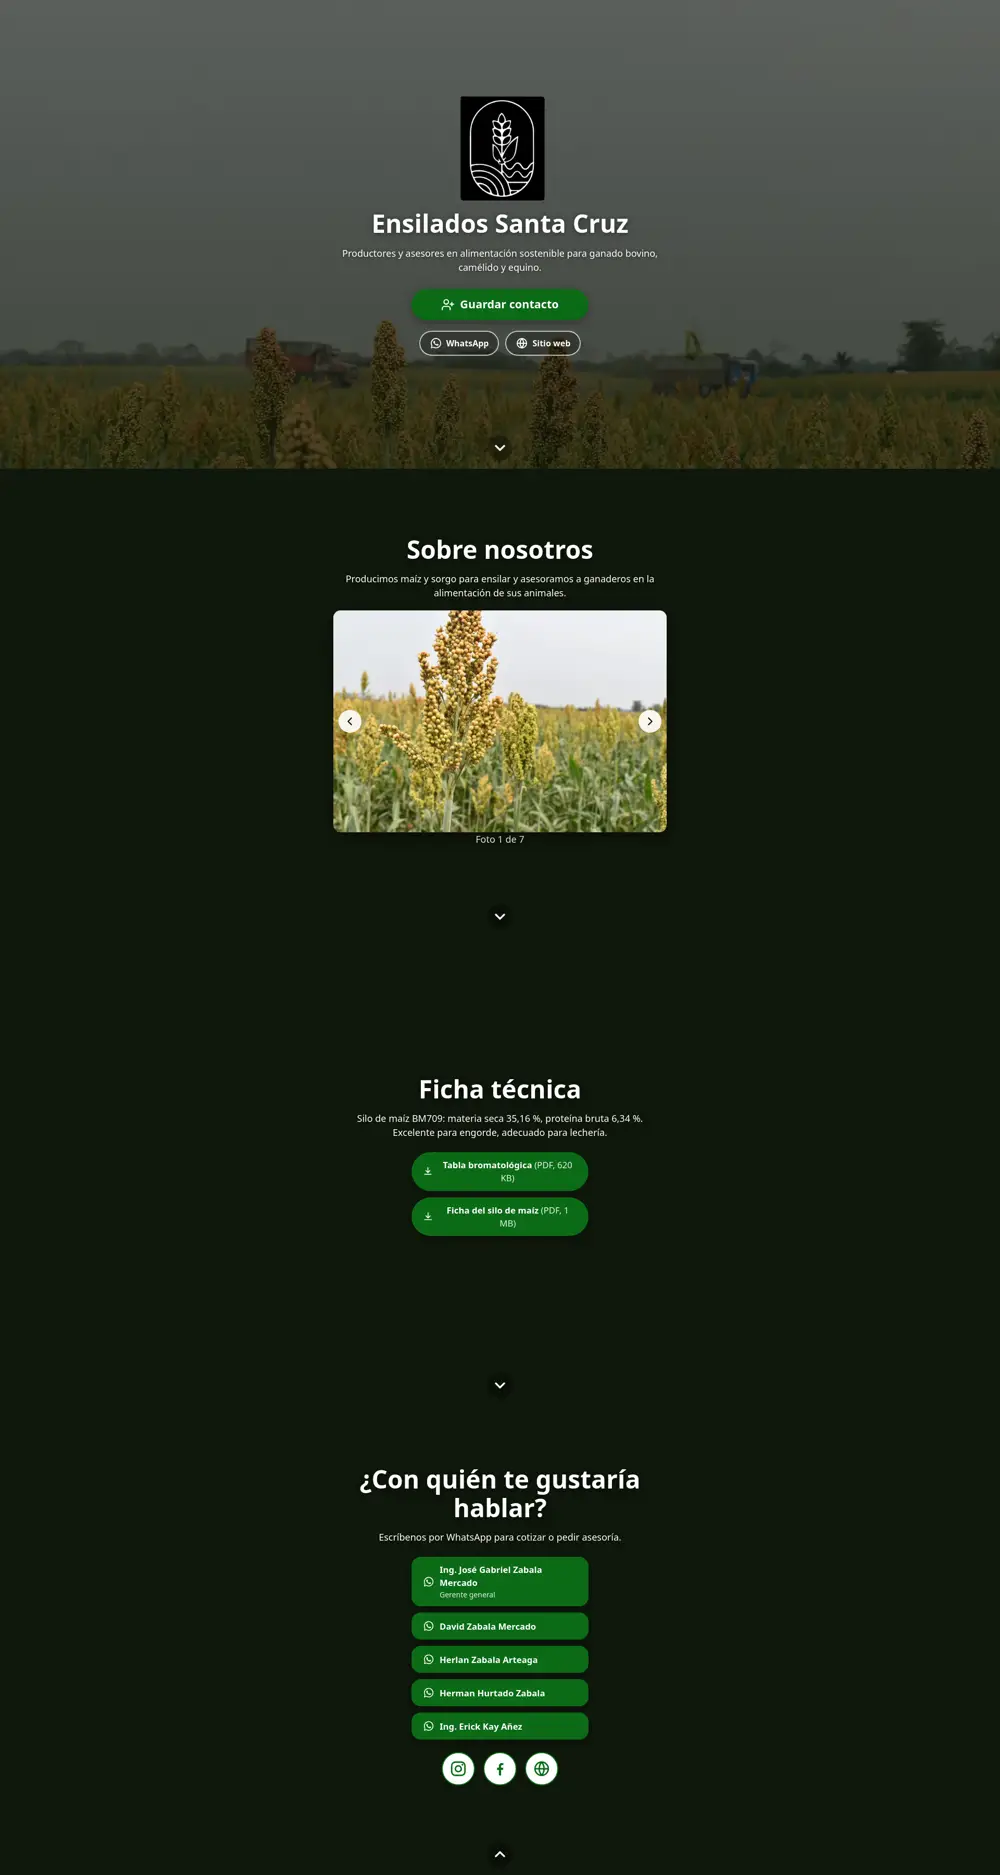 Ensilados Santa Cruz
Productores y asesores en alimentación sostenible para ganado bovino,
camélido y equino.
Guardar contacto
WhatsApp
Sitio web
Sobre nosotros
Producimos maíz y sorgo para ensilar y asesoramos a ganaderos en la
alimentación de sus animales.
Foto 1 de 7
Ficha técnica
Silo de maíz BM709: materia seca 35,16 %, proteína bruta 6,34 %.
Excelente para engorde, adecuado para lechería.
Tabla bromatológica (PDF, 620
KB)
Ficha del silo de maíz (PDF, 1
MB)
¿Con quién te gustaría
hablar?
Escríbenos por WhatsApp para cotizar o pedir asesoría.
Ing. José Gabriel Zabala
Mercado
Gerente general
David Zabala Mercado
Herlan Zabala Arteaga
Herman Hurtado Zabala
Ing. Erick Kay Añez